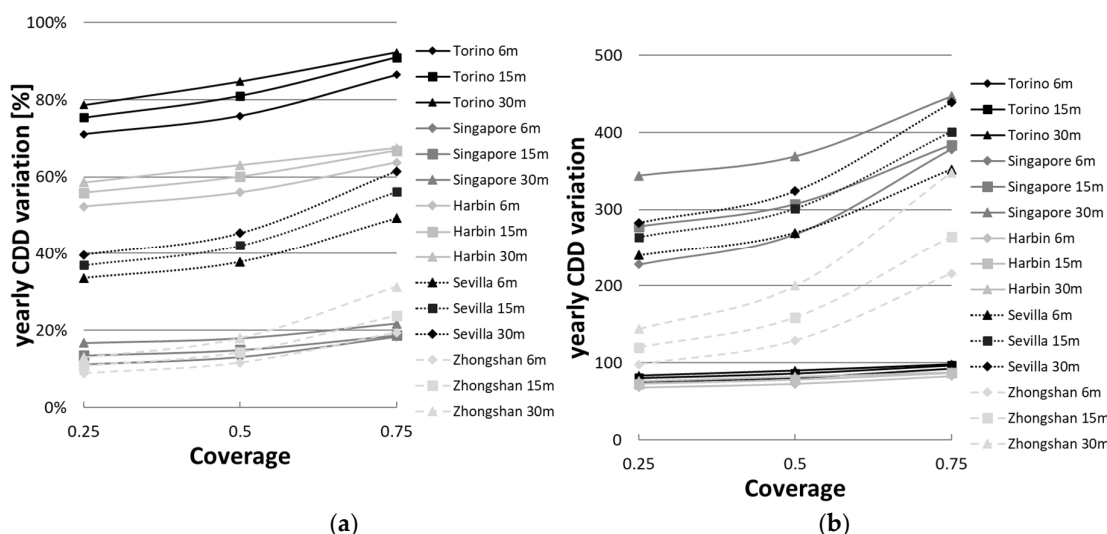 100%
80%
60%
40%
20%
0%
yearly CDD variation [%]
0.25 0.5 0.75
Coverage
Torino 6m
Torino 15m
Torino 30m
Singapore 6m
Singapore 15m
Singapore 30m
Harbin 6m
Harbin 15m
Harbin 30m
Sevilla 6m
Sevilla 15m
Sevilla 30m
Zhongshan 6m
Zhongshan 15m
Zhongshan 30m
(a)
500
400
300
200
100
0
yearly CDD variation
0.25 0.5 0.75
Coverage
Torino 6m
Torino 15m
Torino 30m
Singapore 6m
Singapore 15m
Singapore 30m
Harbin 6m
Harbin 15m
Harbin 30m
Sevilla 6m
Sevilla 15m
Sevilla 30m
Zhongshan 6m
Zhongshan 15m
Zhongshan 30m
(b)